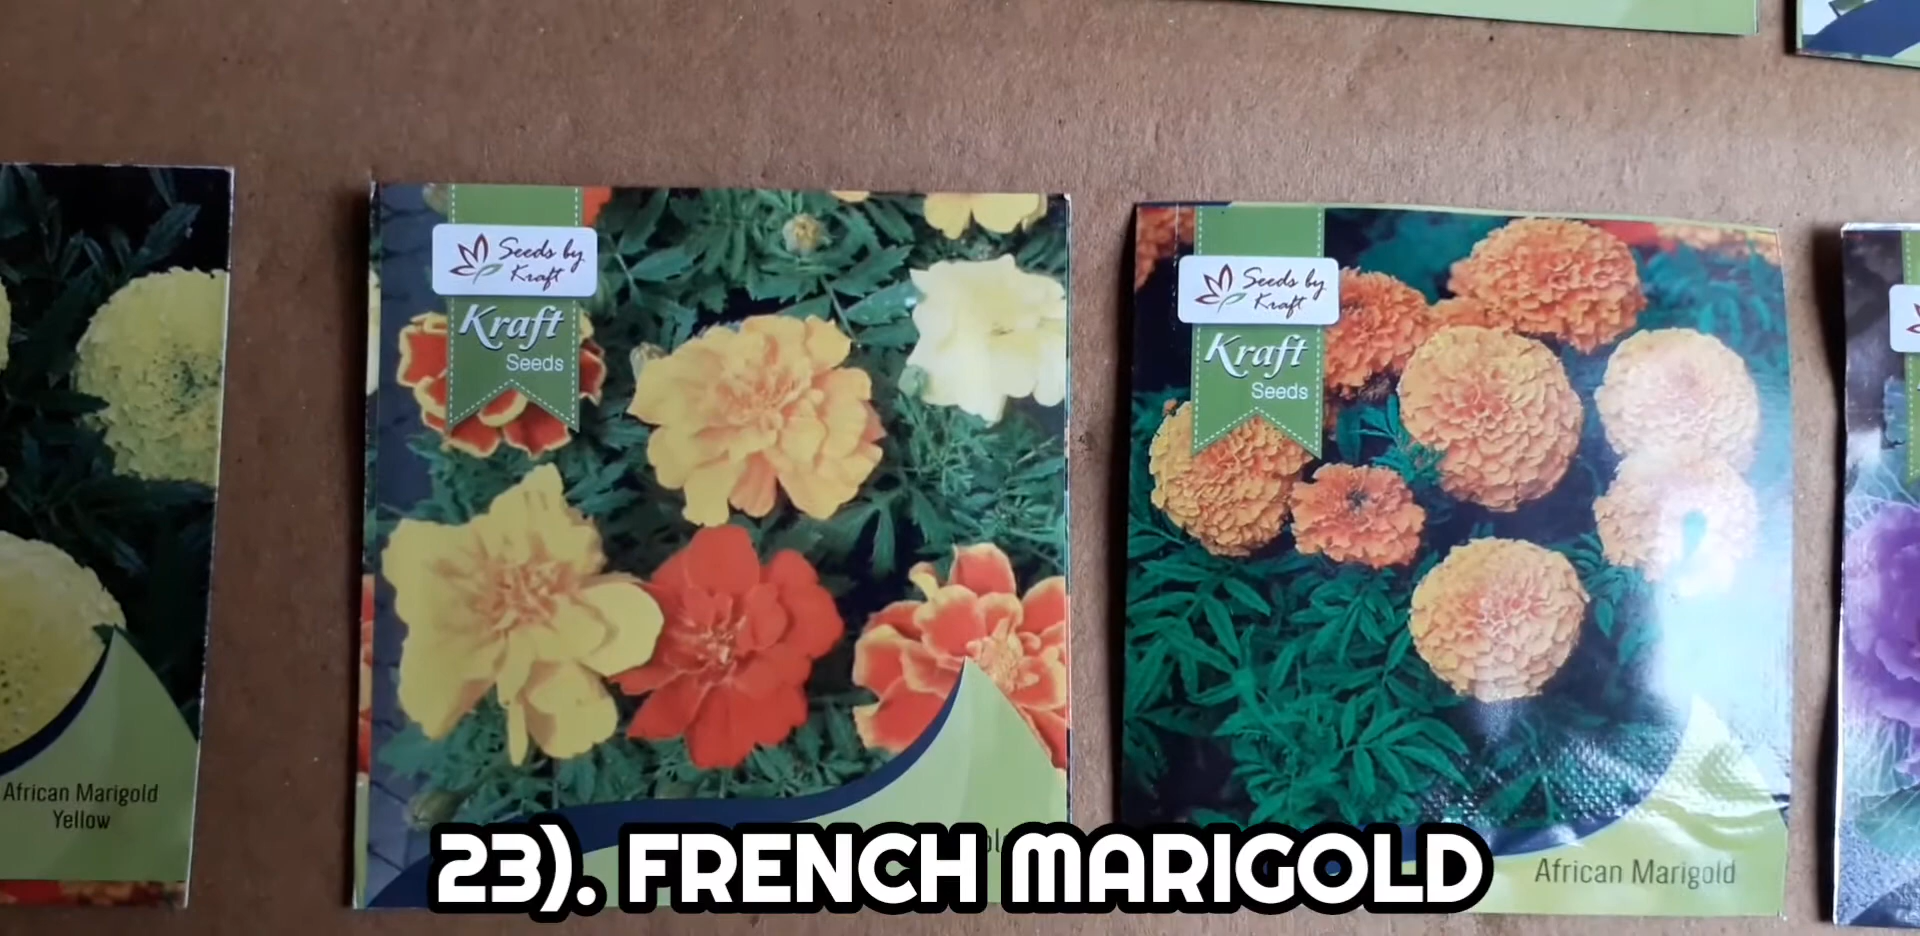 Seeds by
Kraft
Kraft
Seeds
Seeds by
Kraft
Kraft
Seeds
African Marigold
Yellow
African Marigold
23). FRENCH MARIGOLD